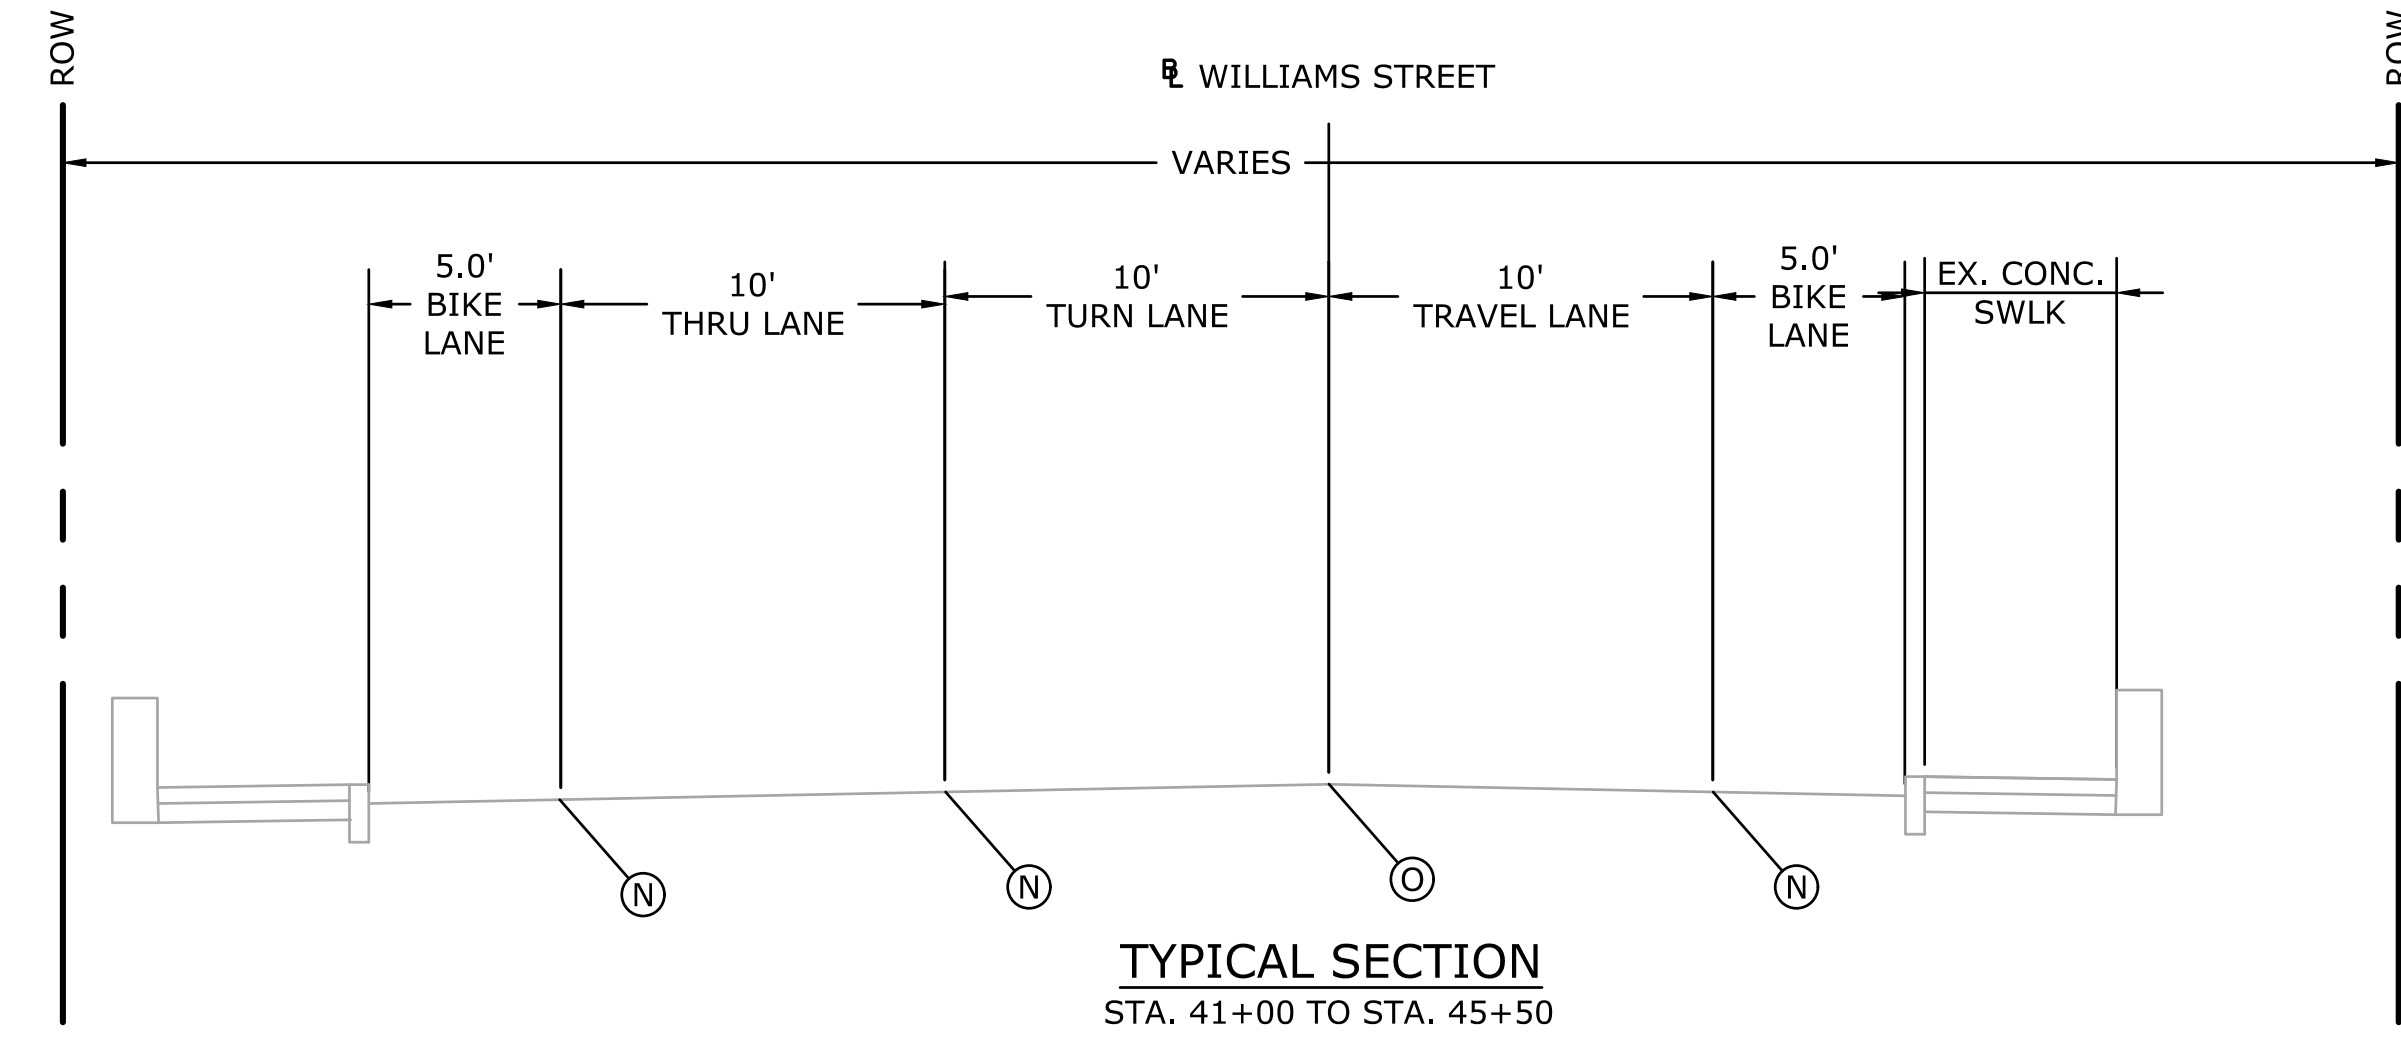 ROW
ROW
BL WILLIAMS STREET
VARIES
5.0'
BIKE
LANE
10'
THRU LANE
10'
TURN LANE
10'
TRAVEL LANE
5.0'
BIKE
LANE
EX. CONC.
SWLK
N
N
O
N
TYPICAL SECTION
STA. 41+00 TO STA. 45+50